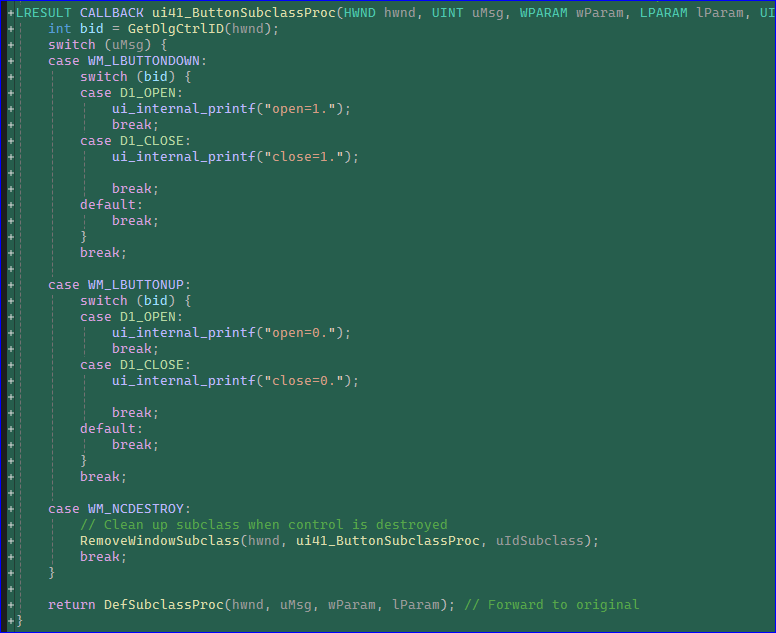 +LRESULT CALLBACK ui41_ButtonSubclassProc(HWND hwnd, UINT uMsg, WPARAM wParam, LPARAM lParam, UI
+    int bid = GetDlgCtrlID(hwnd);
+    switch (uMsg) {
+    case WM_LBUTTONDOWN:
+        switch (bid) {
+        case D1_OPEN:
+            ui_internal_printf("open=1.");
+            break;
+        case D1_CLOSE:
+            ui_internal_printf("close=1.");
+
+            break;
+        default:
+            break;
+        }
+        break;
+
+    case WM_LBUTTONUP:
+        switch (bid) {
+        case D1_OPEN:
+            ui_internal_printf("open=0.");
+            break;
+        case D1_CLOSE:
+            ui_internal_printf("close=0.");
+
+            break;
+        default:
+            break;
+        }
+        break;
+
+    case WM_NCDESTROY:
+        // Clean up subclass when control is destroyed
+        RemoveWindowSubclass(hwnd, ui41_ButtonSubclassProc, uIdSubclass);
+        break;
+    }
+
+    return DefSubclassProc(hwnd, uMsg, wParam, lParam); // Forward to original
+}